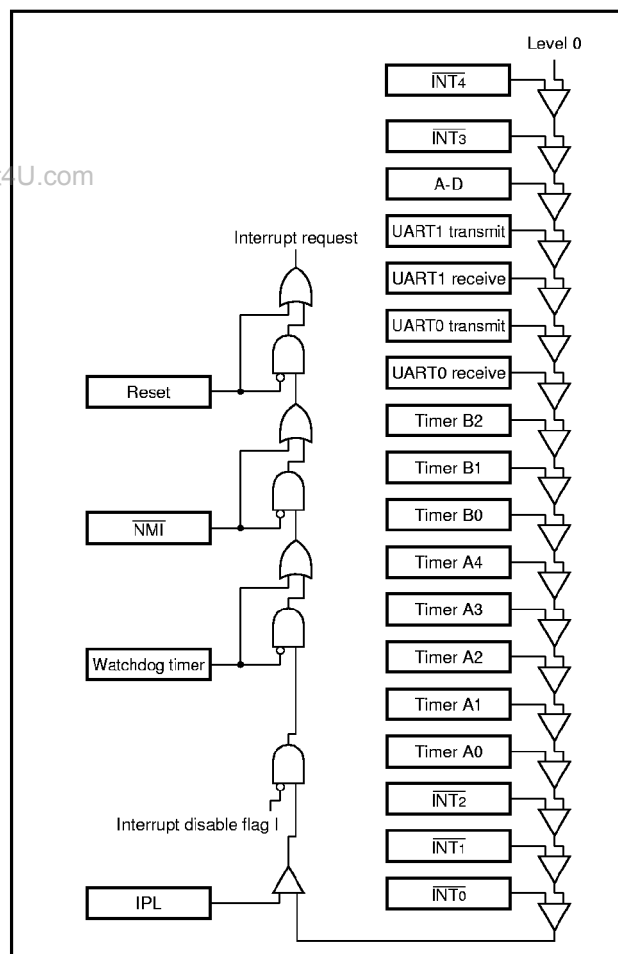 Level 0
INT4
INT3
4U.com
A-D
UART1 transmit
Interrupt request
UART1 receive
UART0 transmit
Reset
UART0 receive
Timer B2
Timer B1
NMI
Timer B0
Timer A4
Timer A3
Watchdog timer
Timer A2
Timer A1
Timer A0
INT2
Interrupt disable flag I
INT1
IPL
INT0